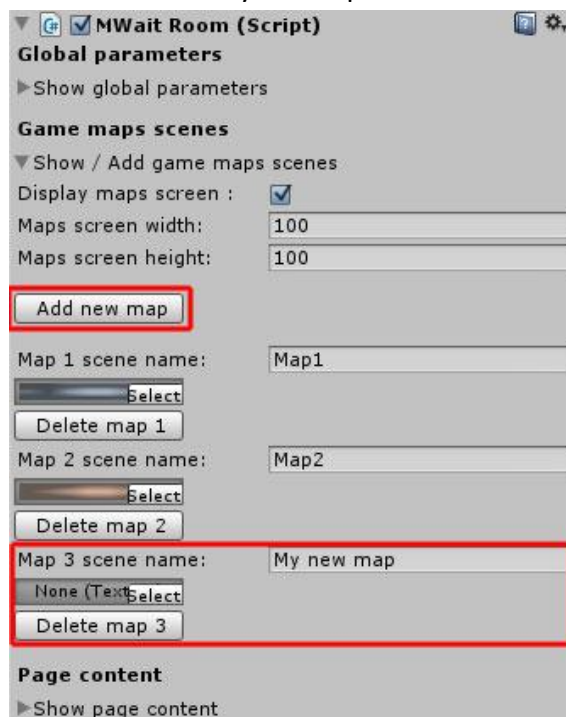 MWait Room (Script)
Global parameters
Show global parameters
Game maps scenes
Show / Add game maps scenes
Display maps screen :
Maps screen width: 100
Maps screen height: 100
Add new map
Map 1 scene name: Map1
Select
Delete map 1
Map 2 scene name: Map2
Select
Delete map 2
Map 3 scene name: My new map
None (Text Select
Delete map 3
Page content
Show page content